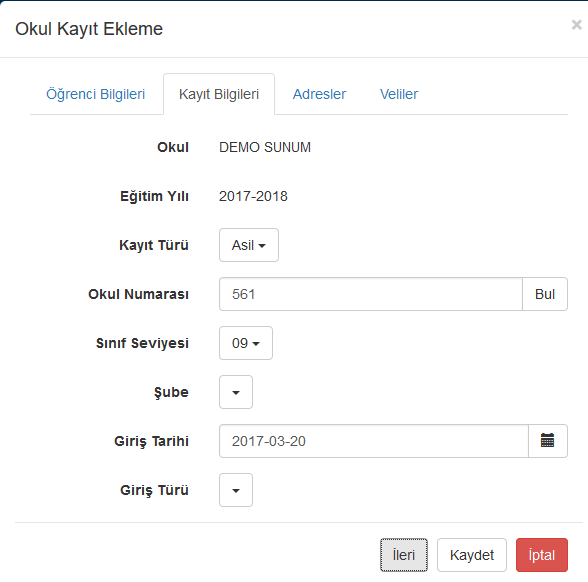 Okul Kayıt Ekleme
×
Öğrenci Bilgileri Kayıt Bilgileri Adresler Veliler
Okul DEMO SUNUM
Eğitim Yılı 2017-2018
Kayıt Türü Asil
Okul Numarası 561 Bul
Sınıf Seviyesi 09
Şube
Giriş Tarihi 2017-03-20
Giriş Türü
İleri Kaydet İptal